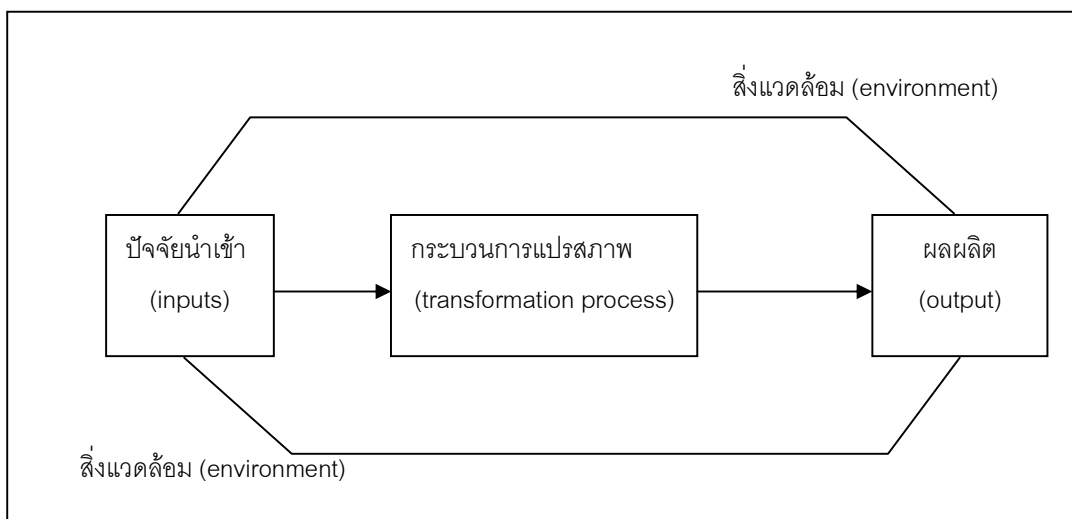 สิ่งแวดล้อม (environment)
ปัจจัยนำเข้า
(inputs)
กระบวนการแปรสภาพ
(transformation process)
ผลผลิต
(output)
สิ่งแวดล้อม (environment)